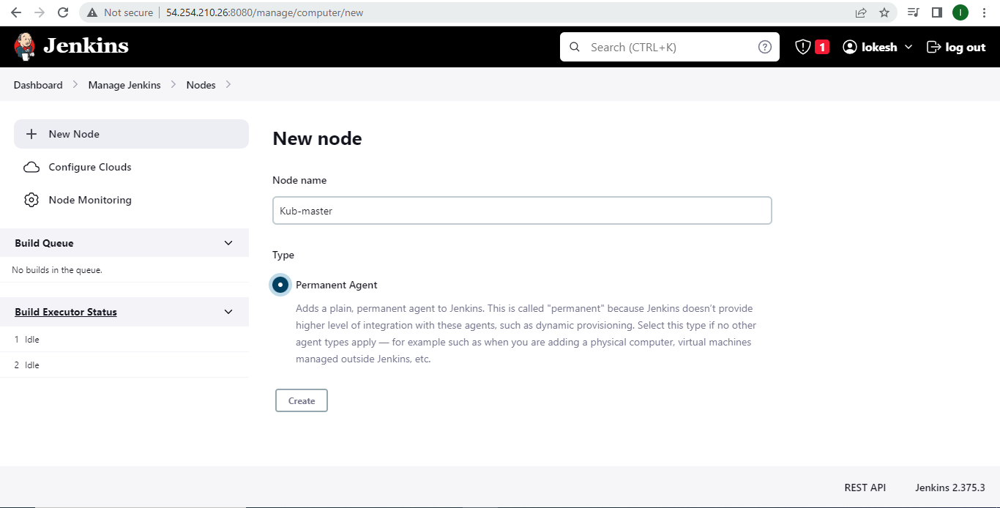 Not secure | 54.254.210.26:8080/manage/computer/new
I
Jenkins
Search (CTRL+K)
?
1
lokesh
log out
Dashboard
Manage Jenkins
Nodes
New Node
Configure Clouds
Node Monitoring
Build Queue
No builds in the queue.
Build Executor Status
1 Idle
2 Idle
New node
Node name
Kub-master
Type
Permanent Agent
Adds a plain, permanent agent to Jenkins. This is called "permanent" because Jenkins doesn’t provide
higher level of integration with these agents, such as dynamic provisioning. Select this type if no other
agent types apply — for example such as when you are adding a physical computer, virtual machines
managed outside Jenkins, etc.
Create
REST API
Jenkins 2.375.3